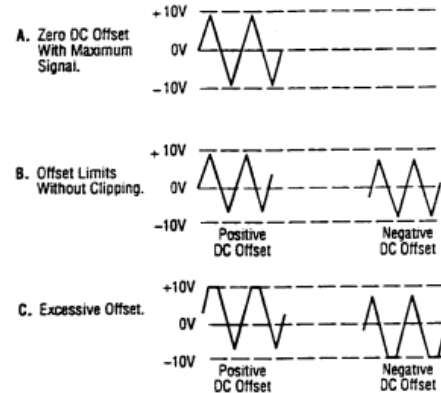 +10V
A. Zero DC Offset
With Maximum
Signal.
0V
−10V
+10V
B. Offset Limits
Without Clipping.
0V
−10V
Positive
DC Offset
Negative
DC Offset
+10V
C. Excessive Offset.
0V
−10V
Positive
DC Offset
Negative
DC Offset